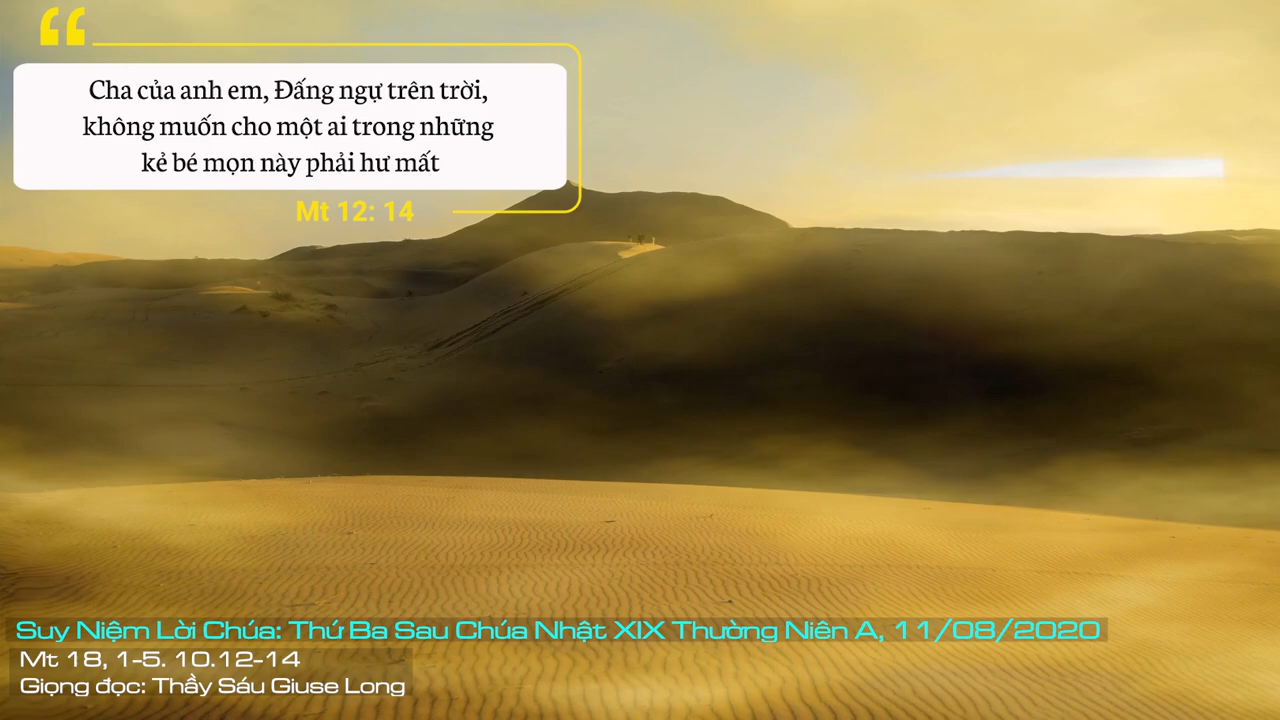 Cha của anh em, Đấng ngự trên trời,
không muốn cho một ai trong những
kẻ bé mọn này phải hư mất
Mt 12: 14
Suy Niệm Lời Chúa: Thứ Ba Sau Chúa Nhật XIX Thường Niên A, 11/08/2020
Mt 18, 1-5. 10.12-14
Giọng đọc: Thầy Sáu Giuse Long